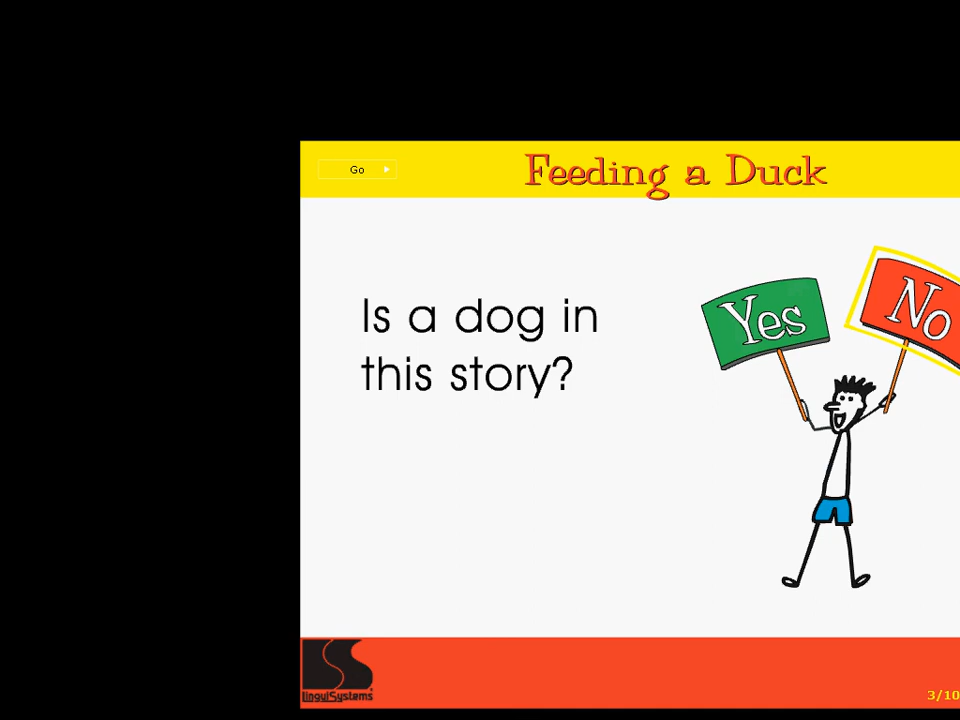 Go
Feeding a Duck
Yes
No
Is a dog in
this story?
LinguiSystems
3/10